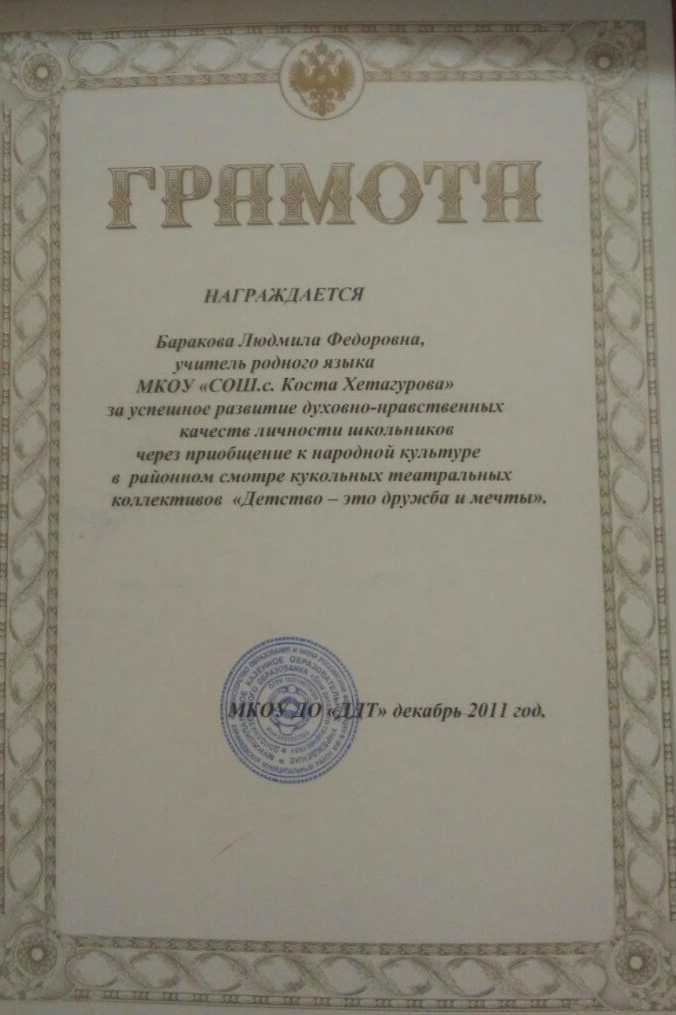 ГРАМОТА
НАГРАЖДАЕТСЯ
Баракова Людмила Федоровна,
учитель родного языка
МКОУ «СОШ.с. Коста Хетагурова»
за успешное развитие духовно-нравственных
качеств личности школьников
через приобщение к народной культуре
в районном смотре кукольных театральных
коллективов «Детство – это дружба и мечты».
МКОУ ДО «ДДТ» декабрь 2011 год.